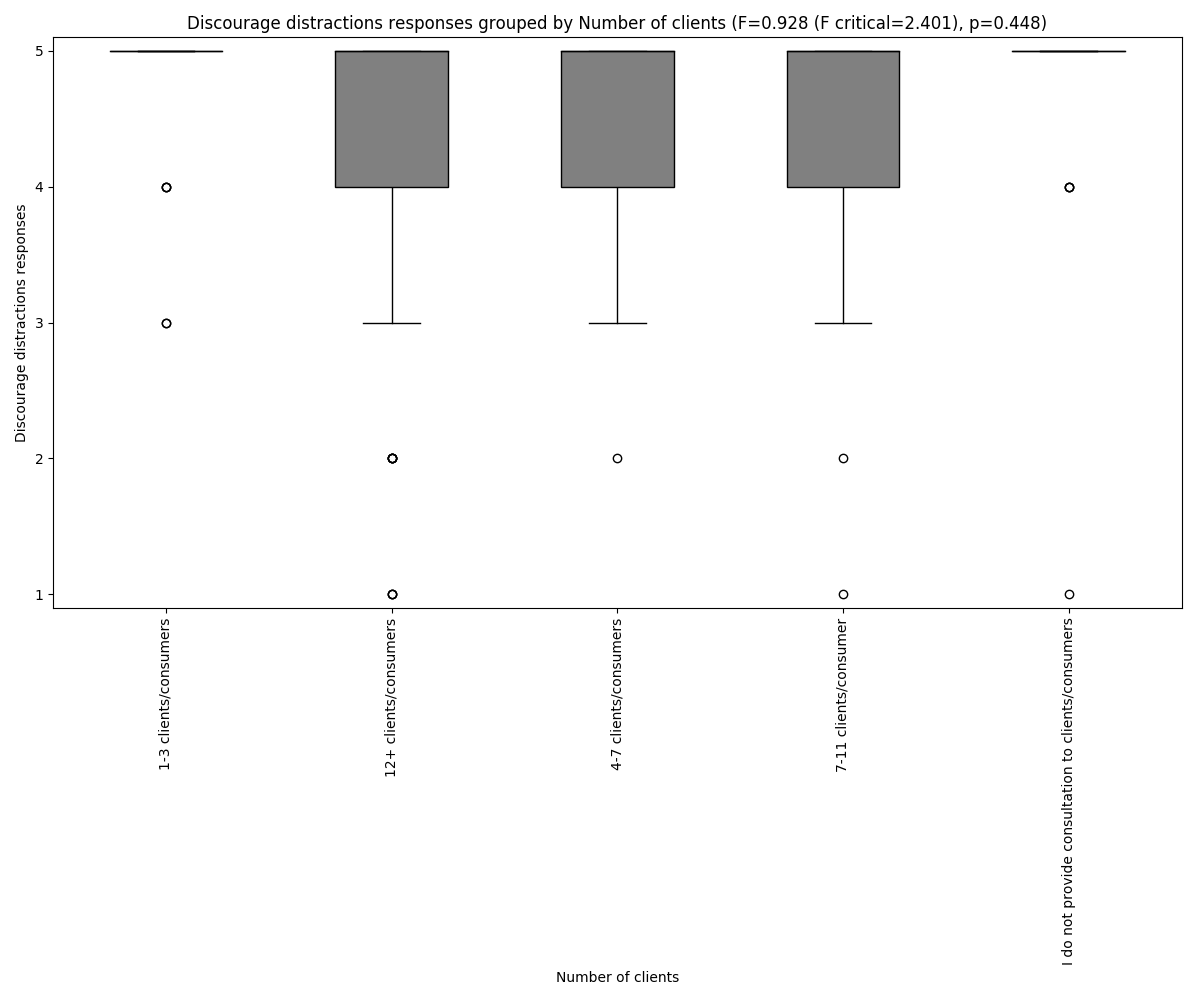 Discourage distractions responses grouped by Number of clients (F=0.928 (F critical=2.401), p=0.448)
Discourage distractions responses
5
4
3
2
1
1-3 clients/consumers
12+ clients/consumers
4-7 clients/consumers
7-11 clients/consumer
I do not provide consultation to clients/consumers
Number of clients